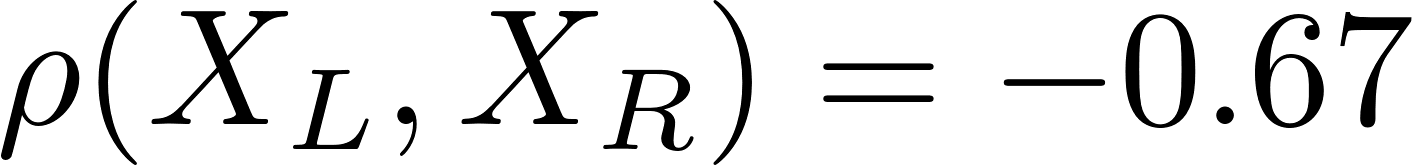 ρ(X_L, X_R) = −0.67